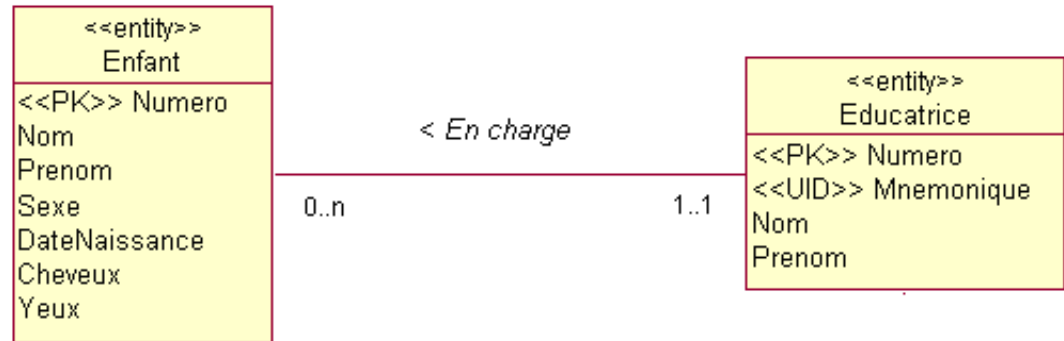 <<entity>>
Enfant
<<PK>> Numero
Nom
Prenom
Sexe
DateNaissance
Cheveux
Yeux
< En charge
0..n
1..1
<<entity>>
Educatrice
<<PK>> Numero
<<UID>> Mnemonique
Nom
Prenom